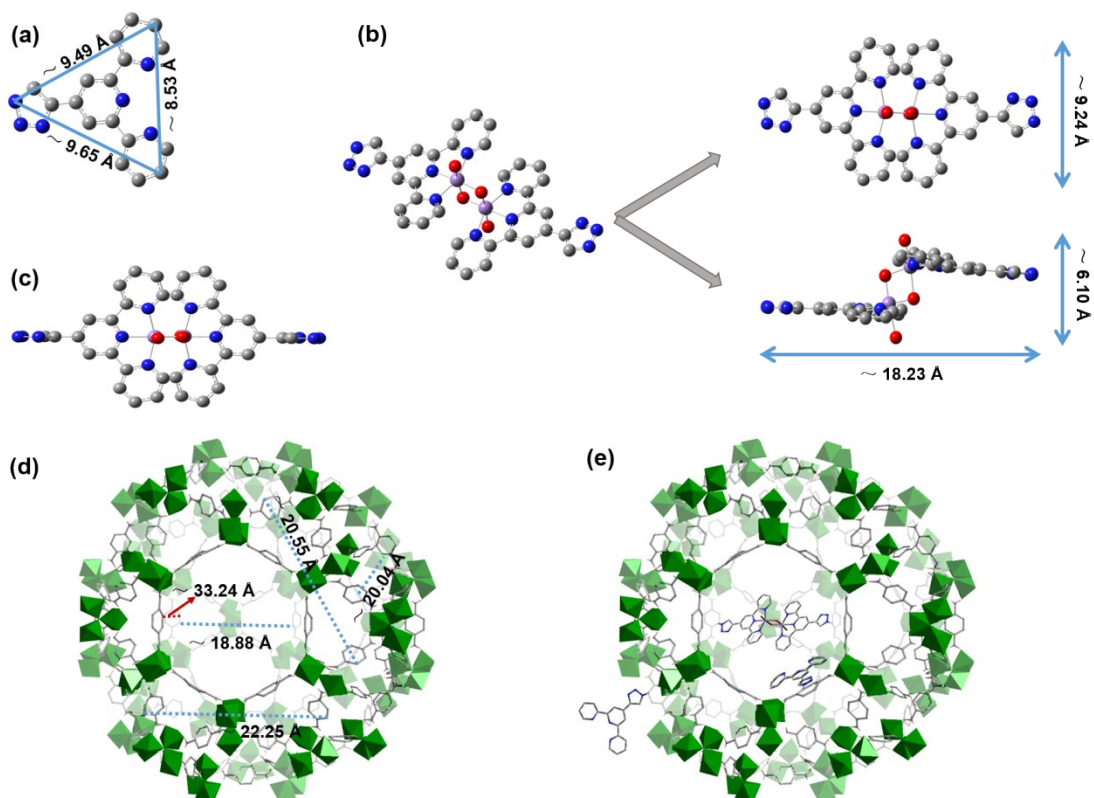 (a)
~ 9.49 Å
~ 8.53 Å
~ 9.65 Å
(b)
~ 9.24 Å
~ 6.10 Å
~ 18.23 Å
(c)
(d)
20.55 Å
~ 20.04 Å
~ 33.24 Å
~ 18.88 Å
22.25 Å
(e)